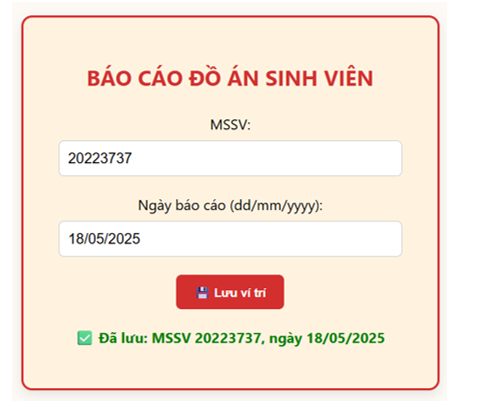 BÁO CÁO ĐỒ ÁN SINH VIÊN
MSSV:
20223737
Ngày báo cáo (dd/mm/yyyy):
18/05/2025
💾 Lưu ví trí
✅ Đã lưu: MSSV 20223737, ngày 18/05/2025